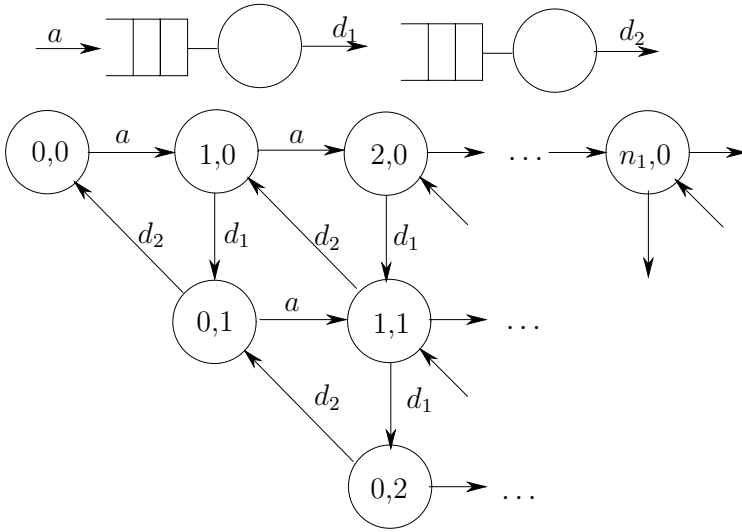 a d₁ d₂
0,0 a 1,0 a 2,0 ... n₁,0
d₂ d₁ d₂ d₁
0,1 a 1,1 ...
d₂ d₁
0,2 ...